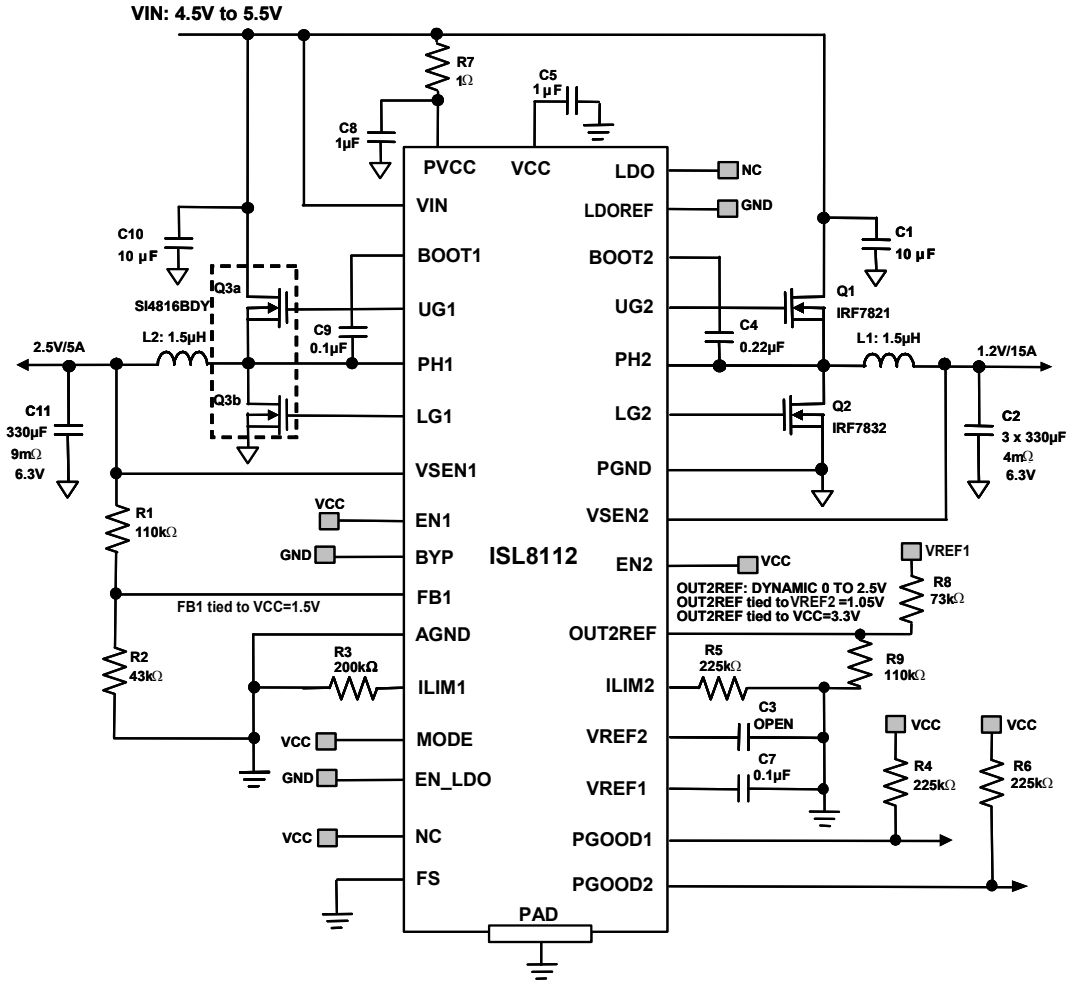 VIN: 4.5V to 5.5V
R7
1Ω
C5
1µF
C8
1µF
PVCC
VCC
LDO
NC
VIN
LDOREF
GND
C10
10 µF
C1
10 µF
BOOT1
BOOT2
Q3a
SI4816BDY
UG1
UG2
Q1
IRF7821
C9
0.1µF
C4
0.22µF
2.5V/5A
L2: 1.5µH
L1: 1.5µH
1.2V/15A
PH1
PH2
Q3b
LG1
LG2
Q2
IRF7832
C11
330µF
9mΩ
6.3V
C2
3 x 330µF
4mΩ
6.3V
VSEN1
PGND
R1
110kΩ
VCC
EN1
VSEN2
GND
BYP
ISL8112
EN2
VCC
VREF1
FB1 tied to VCC=1.5V
FB1
OUT2REF: DYNAMIC 0 TO 2.5V
OUT2REF tied to VREF2 =1.05V
OUT2REF tied to VCC=3.3V
R8
73kΩ
AGND
OUT2REF
R2
43kΩ
R3
200kΩ
ILIM1
ILIM2
R5
225kΩ
R9
110kΩ
VCC
MODE
VREF2
C3
OPEN
VCC
VCC
GND
EN_LDO
VREF1
C7
0.1µF
R4
225kΩ
R6
225kΩ
VCC
NC
PGOOD1
FS
PGOOD2
PAD